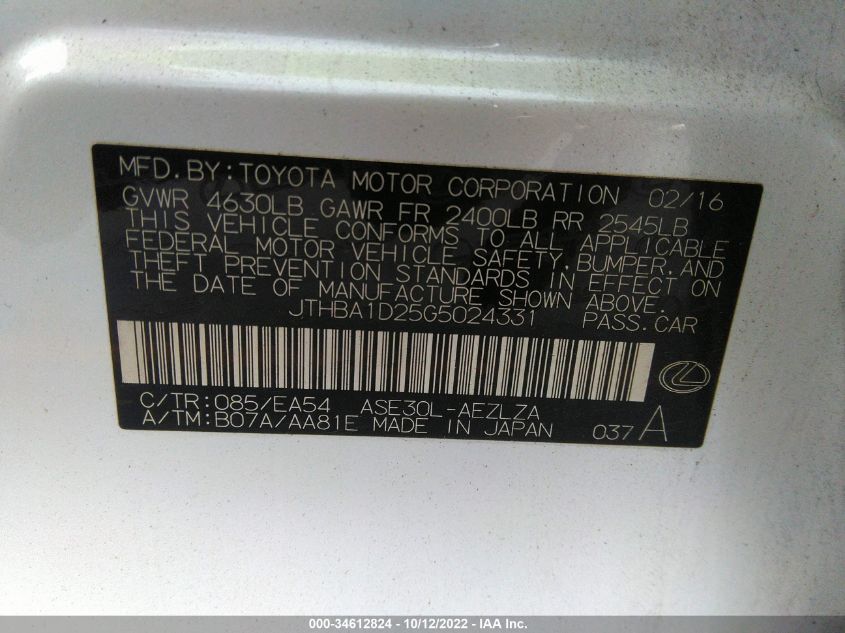 MFD.BY:TOYOTA MOTOR CORPORATION 02/16
GVWR 4630LB GAWR FR 2400LB RR 2545LB
THIS VEHICLE CONFORMS TO ALL APPLICABLE
FEDERAL MOTOR VEHICLE SAFETY,BUMPER,AND
THEFT PREVENTION STANDARDS IN EFFECT ON
THE DATE OF MANUFACTURE SHOWN ABOVE.
JTHBA1D25G5024331 PASS.CAR
C/TR:085/EA54 ASE30L-AEZLZA
A/TM:B07A/AA81E MADE IN JAPAN 037A
000-34612824 - 10/12/2022 - IAA Inc.